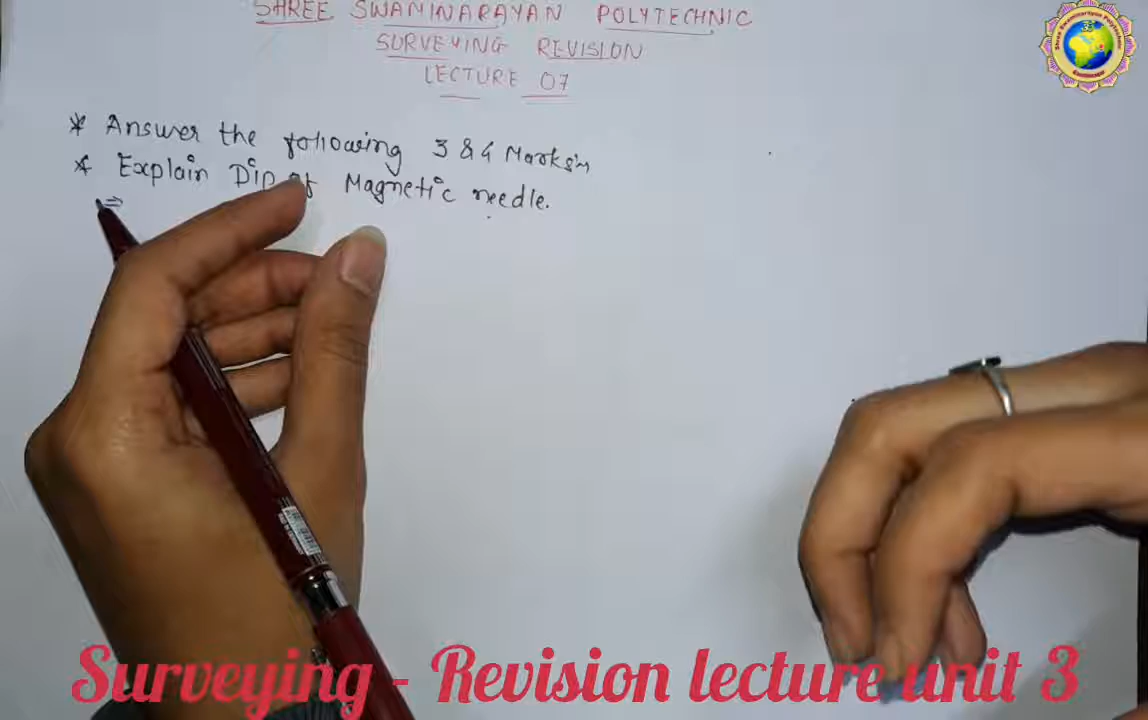 SHREE SWAMINARAYAN POLYTECHNIC
SURVEYING REVISION
LECTURE 07
* Answer the following 3 & 4 Marks'n
* Explain Dip of Magnetic needle.
⇒
Surveying - Revision lecture unit 3